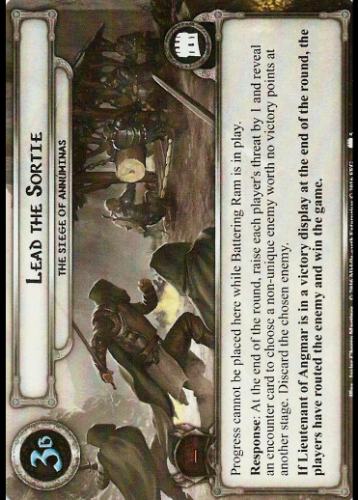 3B
LEAD THE SORTIE
THE SIEGE OF ANNÚMINAS
Progress cannot be placed here while Battering Ram is in play.
Response: At the end of the round, raise each player's threat by 1 and reveal
an encounter card to choose a non-unique enemy worth no victory points
at another stage. Discard the chosen enemy.
If Lieutenant of Angmar is in a victory display at the end of the round, the
players have routed the enemy and win the game.